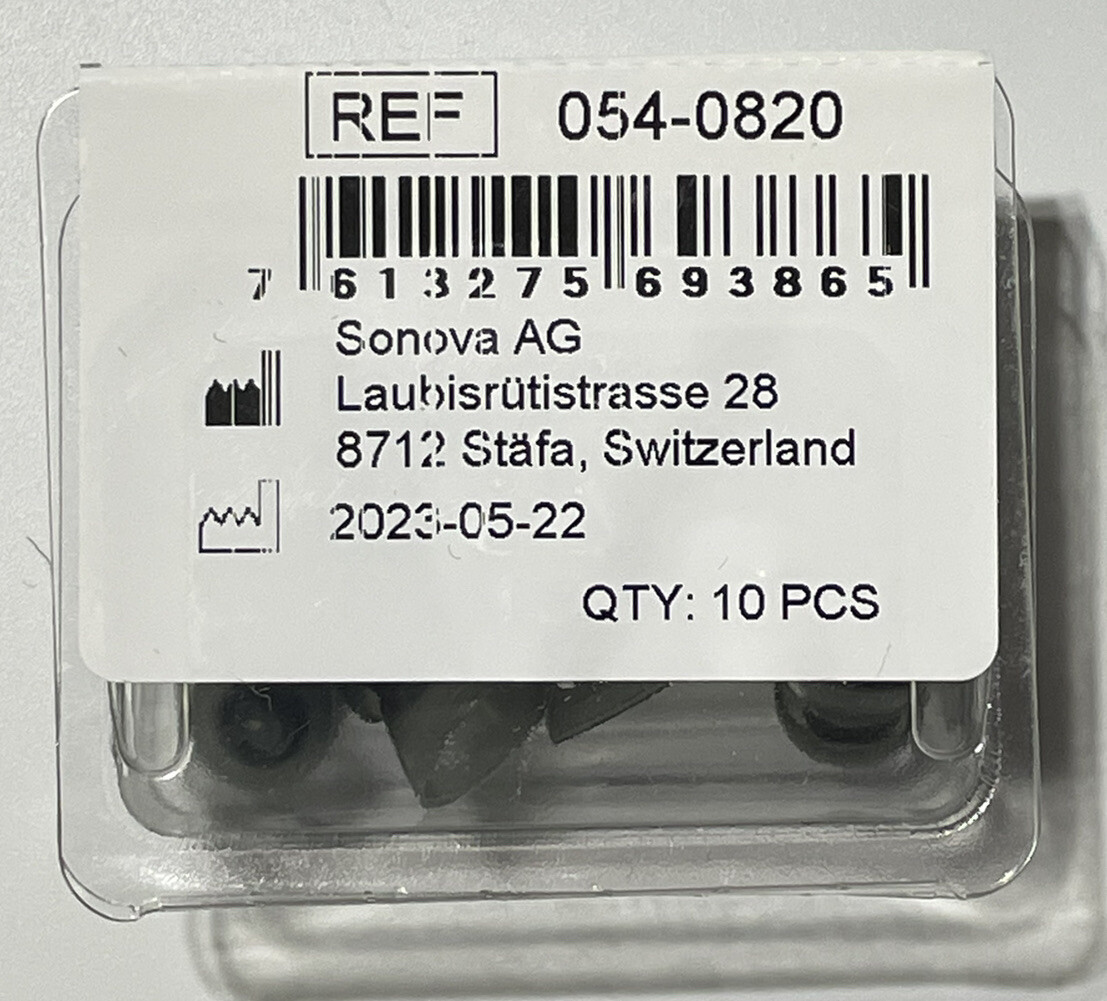 REF 054-0820
7 613275 693865
Sonova AG
Laubisrütistrasse 28
8712 Stäfa, Switzerland
2023-05-22
QTY: 10 PCS